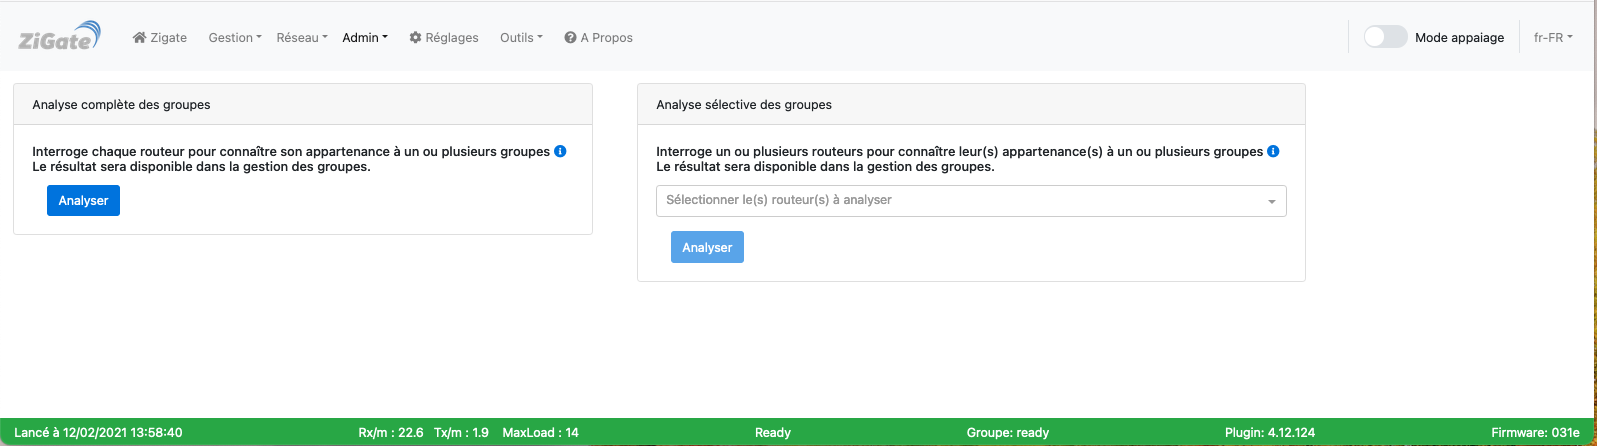 ZiGate Zigate Gestion Réseau Admin Réglages Outils A Propos Mode appaiage fr-FR
Analyse complète des groupes
Interroge chaque routeur pour connaître son appartenance à un ou plusieurs groupes
Le résultat sera disponible dans la gestion des groupes.
Analyser
Analyse sélective des groupes
Interroge un ou plusieurs routeurs pour connaître leur(s) appartenance(s) à un ou plusieurs groupes
Le résultat sera disponible dans la gestion des groupes.
Sélectionner le(s) routeur(s) à analyser
Analyser
Lancé à 12/02/2021 13:58:40 Rx/m : 22.6 Tx/m : 1.9 MaxLoad : 14 Ready Groupe: ready Plugin: 4.12.124 Firmware: 031e